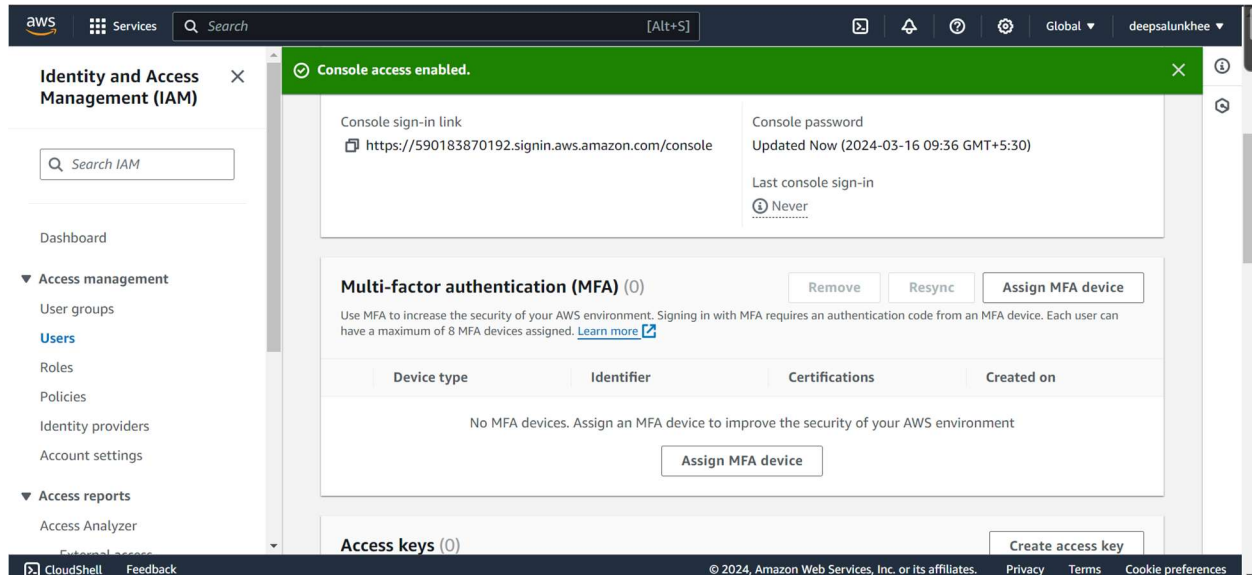 aws
Services
Search
[Alt+S]
Global ▼
deepsalunkhee ▼
Identity and Access
Management (IAM)
Search IAM
Dashboard
Access management
User groups
Users
Roles
Policies
Identity providers
Account settings
Access reports
Access Analyzer
External access
Console access enabled.
Console sign-in link
https://590183870192.signin.aws.amazon.com/console
Console password
Updated Now (2024-03-16 09:36 GMT+5:30)
Last console sign-in
Never
Multi-factor authentication (MFA) (0)
Remove
Resync
Assign MFA device
Use MFA to increase the security of your AWS environment. Signing in with MFA requires an authentication code from an MFA device. Each user can
have a maximum of 8 MFA devices assigned. Learn more
Device type
Identifier
Certifications
Created on
No MFA devices. Assign an MFA device to improve the security of your AWS environment
Assign MFA device
Access keys (0)
Create access key
CloudShell
Feedback
© 2024, Amazon Web Services, Inc. or its affiliates.
Privacy
Terms
Cookie preferences